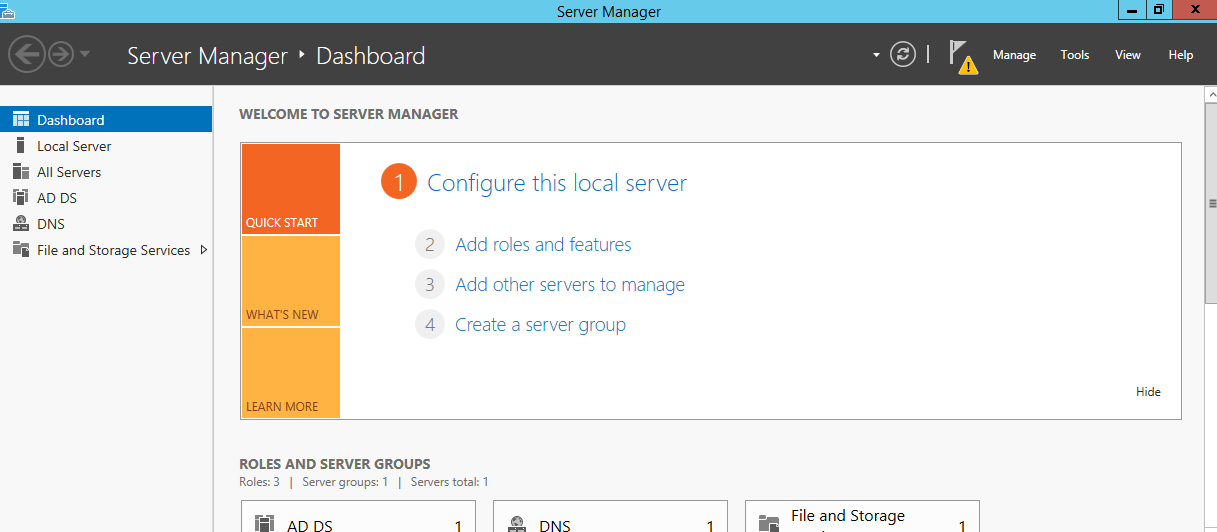 Server Manager
Server Manager ‣ Dashboard
Manage Tools View Help
Dashboard
Local Server
All Servers
AD DS
DNS
File and Storage Services
WELCOME TO SERVER MANAGER
QUICK START
WHAT'S NEW
LEARN MORE
1 Configure this local server
2 Add roles and features
3 Add other servers to manage
4 Create a server group
Hide
ROLES AND SERVER GROUPS
Roles: 3 | Server groups: 1 | Servers total: 1
AD DS 1
DNS 1
File and Storage 1